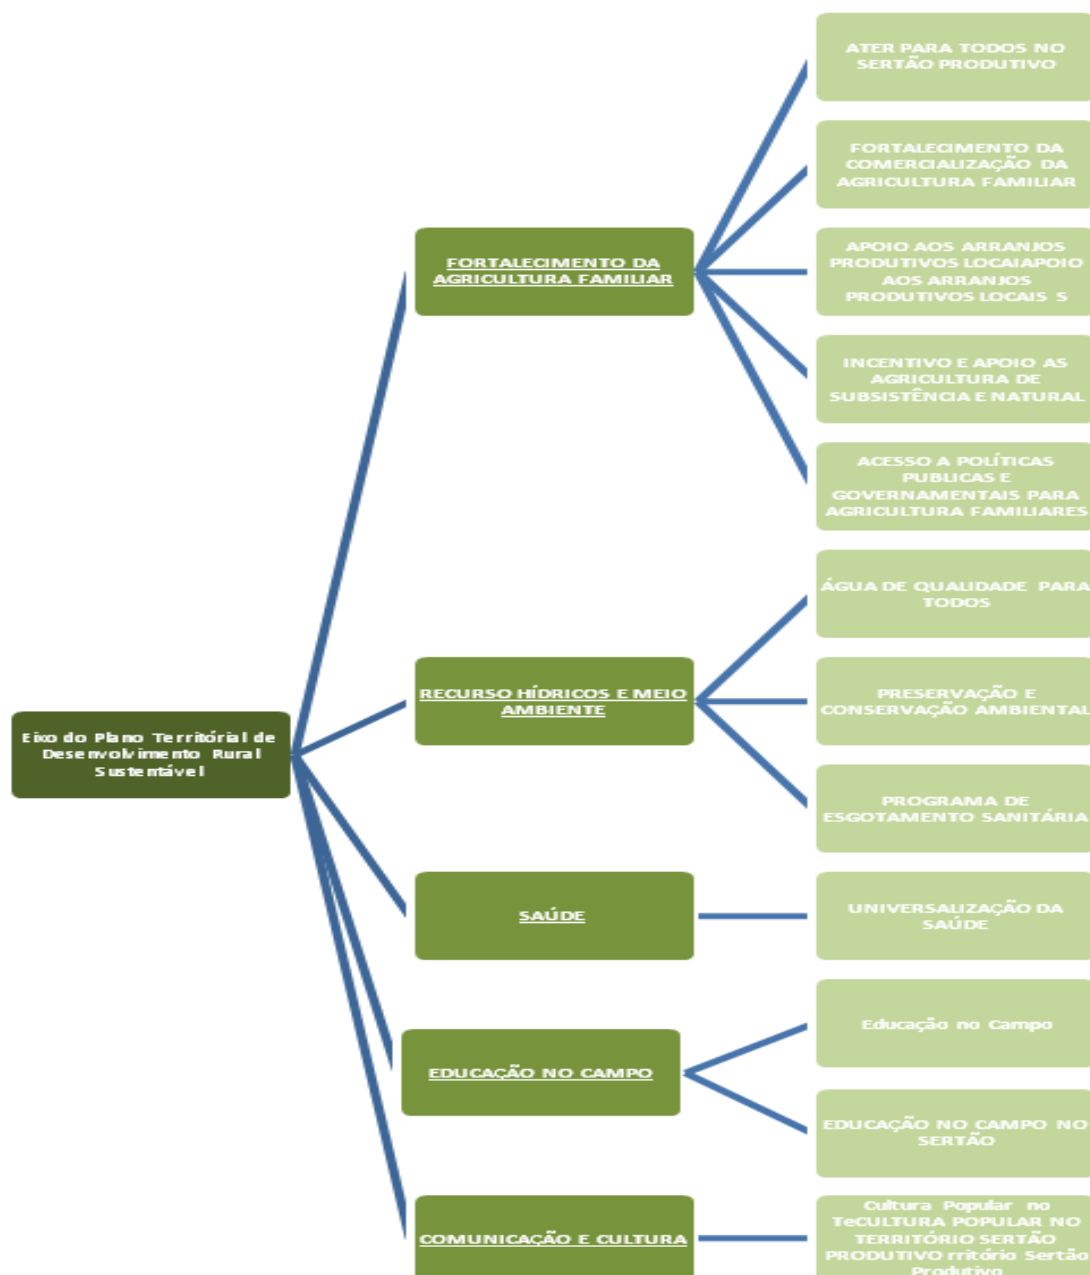 Eixo do Plano Territórial de
Desenvolvimento Rural
Sustentável
FORTALECIMENTO DA
AGRICULTURA FAMILIAR
ATER PARA TODOS NO
SERTÃO PRODUTIVO
FORTALECIMENTO DA
COMERCIALIZAÇÃO DA
AGRICULTURA FAMILIAR
APOIO AOS ARRANJOS
PRODUTIVOS LOCAIAPOIO
AOS ARRANJOS
PRODUTIVOS LOCAIS S
INCENTIVO E APOIO AS
AGRICULTURA DE
SUBSISTÊNCIA E NATURAL
ACESSO A POLÍTICAS
PUBLICAS E
GOVERNAMENTAIS PARA
AGRICULTURA FAMILIARES
RECURSO HÍDRICOS E MEIO
AMBIENTE
ÁGUA DE QUALIDADE PARA
TODOS
PRESERVAÇÃO E
CONSERVAÇÃO AMBIENTAL
PROGRAMA DE
ESGOTAMENTO SANITÁRIA
SAÚDE
UNIVERSALIZAÇÃO DA
SAÚDE
EDUCAÇÃO NO CAMPO
Educação no Campo
EDUCAÇÃO NO CAMPO NO
SERTÃO
COMUNICAÇÃO E CULTURA
Cultura Popular no
TeCULTURA POPULAR NO
TERRITÓRIO SERTÃO
PRODUTIVO rritório Sertão
Produtivo